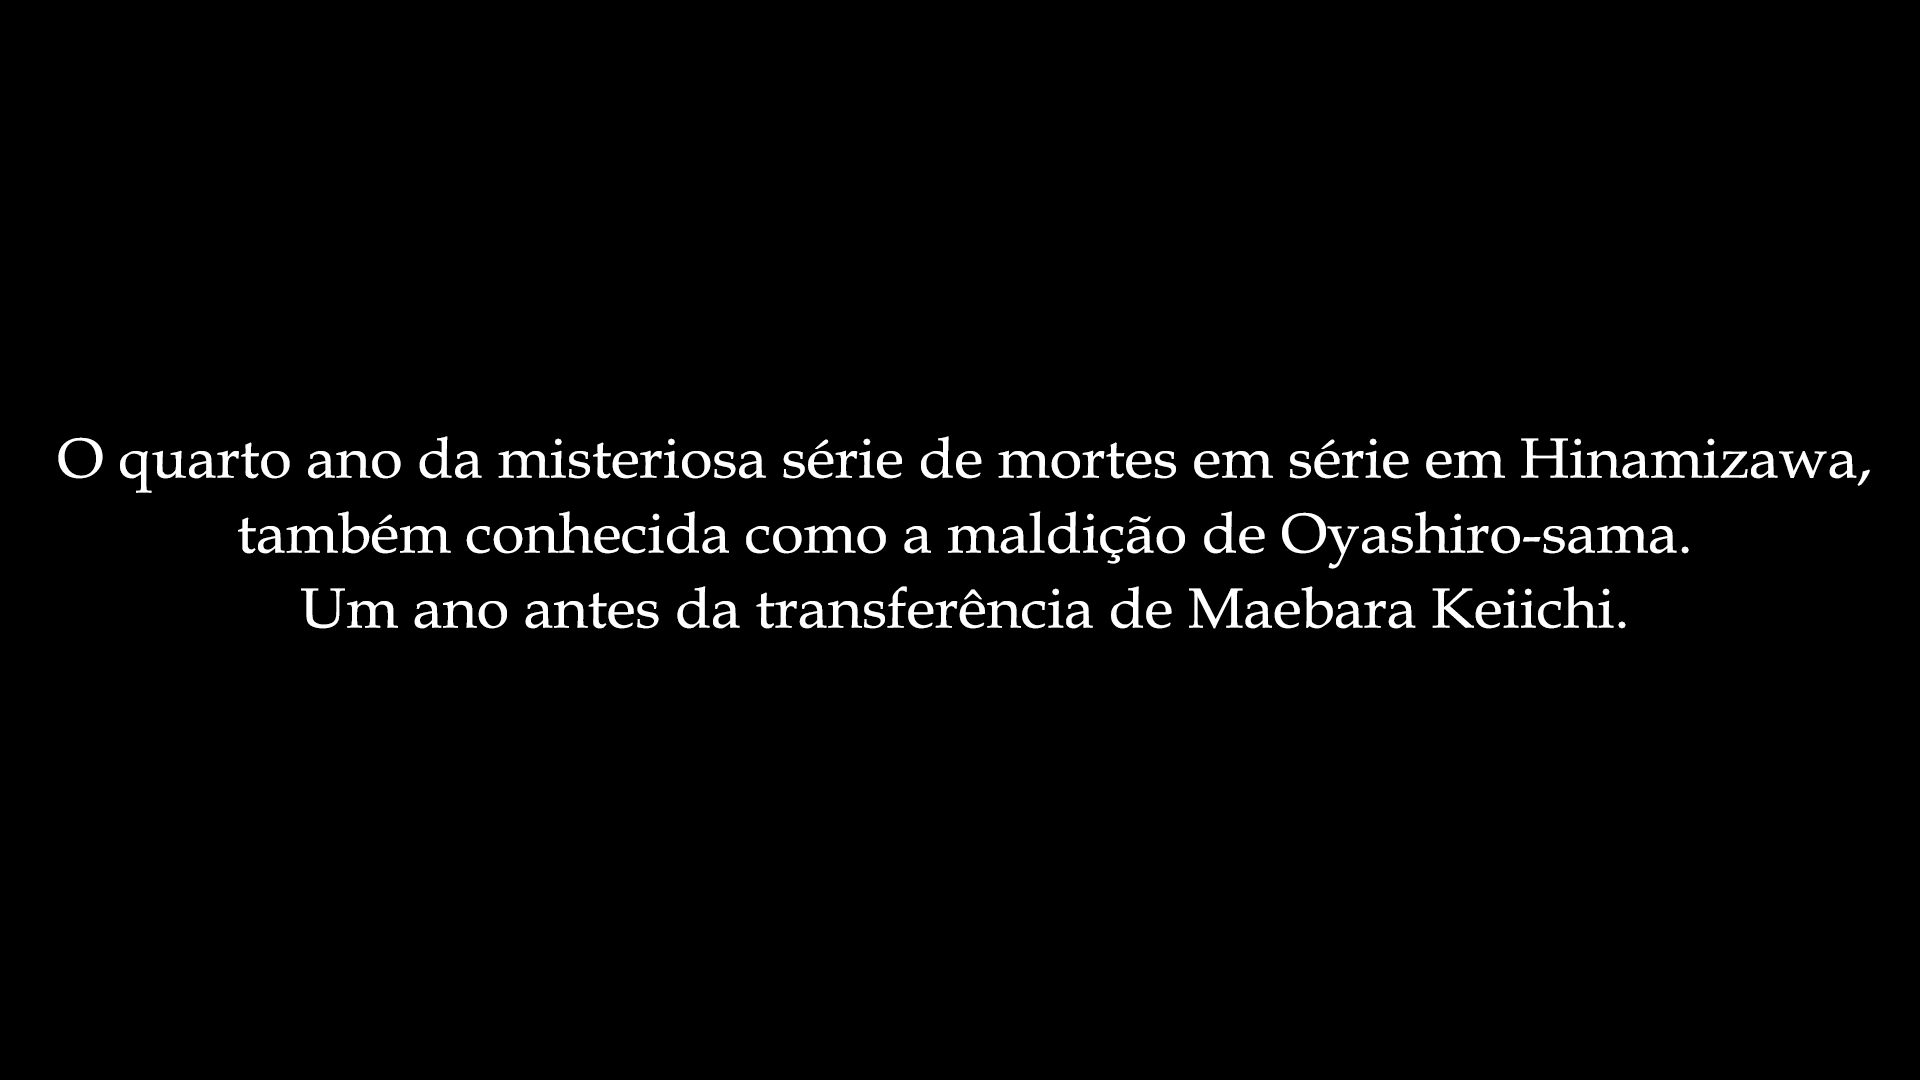 O quarto ano da misteriosa série de mortes em série em Hinamizawa,
também conhecida como a maldição de Oyashiro-sama.
Um ano antes da transferência de Maebara Keiichi.